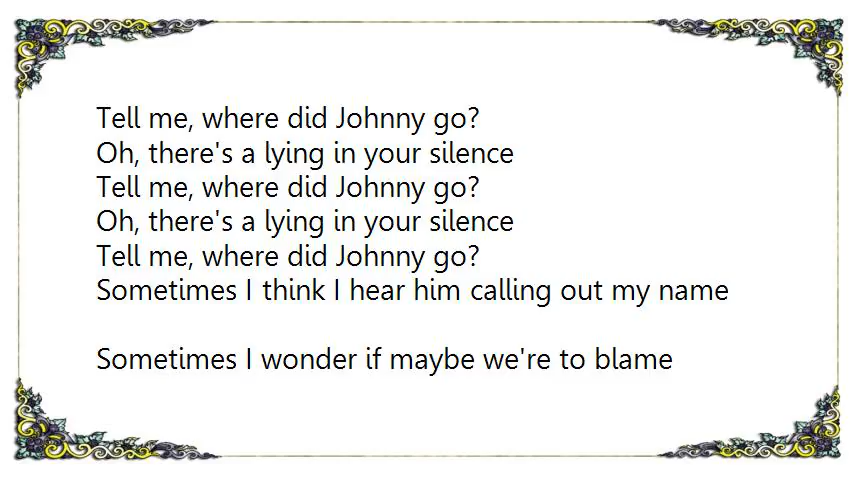 Tell me, where did Johnny go?
Oh, there's a lying in your silence
Tell me, where did Johnny go?
Oh, there's a lying in your silence
Tell me, where did Johnny go?
Sometimes I think I hear him calling out my name
Sometimes I wonder if maybe we're to blame